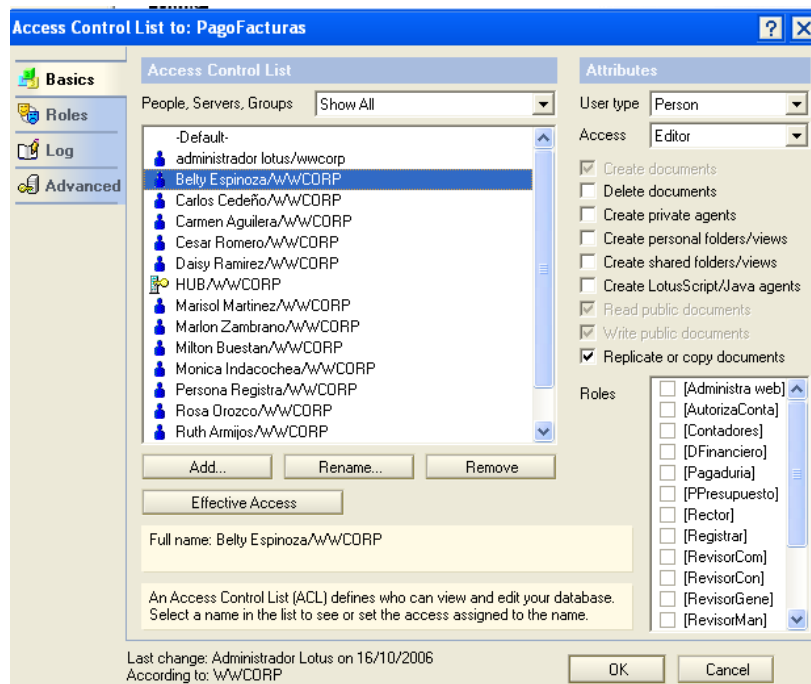 Access Control List to: PagoFacturas
Basics
Roles
Log
Advanced
Access Control List
People, Servers, Groups Show All
-Default-
administrador lotus/wwcorp
Belty Espinoza/WWCORP
Carlos Cedeño/WWCORP
Carmen Aguilera/WWCORP
Cesar Romero/WWCORP
Daisy Ramirez/WWCORP
HUB/WWCORP
Marisol Martinez/WWCORP
Marlon Zambrano/WWCORP
Milton Buestan/WWCORP
Monica Indacochea/WWCORP
Persona Registra/WWCORP
Rosa Orozco/WWCORP
Ruth Armijos/WWCORP
Add... Rename... Remove
Effective Access
Full name: Belty Espinoza/WWCORP
An Access Control List (ACL) defines who can view and edit your database.
Select a name in the list to see or set the access assigned to the name.
Attributes
User type Person
Access Editor
Create documents
Delete documents
Create private agents
Create personal folders/views
Create shared folders/views
Create LotusScript/Java agents
Read public documents
Write public documents
Replicate or copy documents
Roles
[Administra web]
[AutorizaConta]
[Contadores]
[DFinanciero]
[Pagaduria]
[PPresupuesto]
[Rector]
[Registrar]
[RevisorCom]
[RevisorCon]
[RevisorGene]
[RevisorMan]
Last change: Administrador Lotus on 16/10/2006
According to: WWCORP
OK Cancel